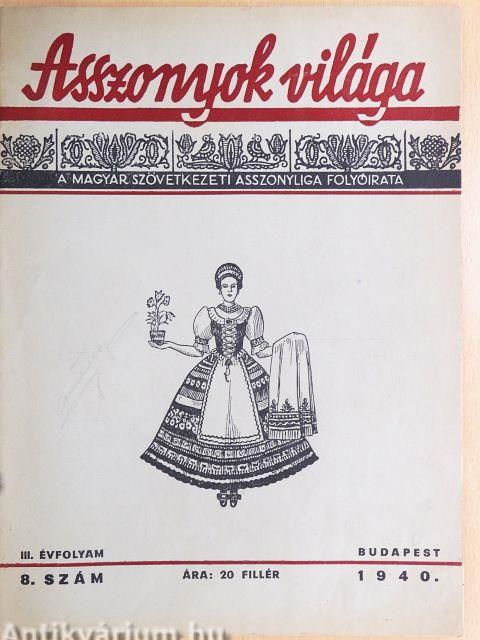 Asszonyok világa
A MAGYAR SZÖVETKEZETI ASSZONYLIGA FOLYÓIRATA
III. ÉVFOLYAM
BUDAPEST
8. SZÁM
ÁRA: 20 FILLÉR
1940.
Antikvárium.hu